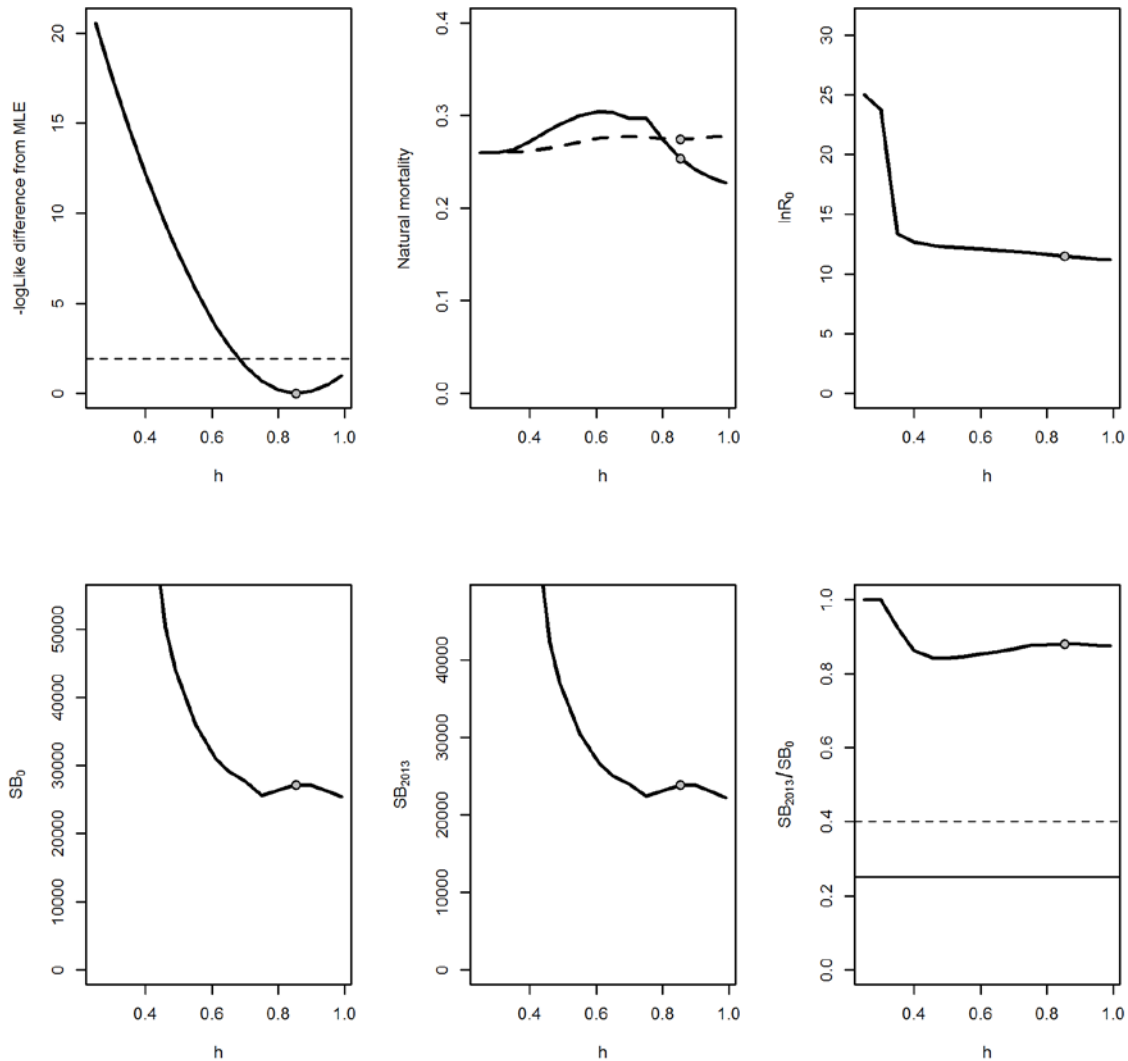 -logLike difference from MLE
20
15
10
5
0
0.4 0.6 0.8 1.0
h
Natural mortality
0.4
0.3
0.2
0.1
0.0
0.4 0.6 0.8 1.0
h
lnR0
30
25
20
15
10
5
0
0.4 0.6 0.8 1.0
h
SB0
50000
40000
30000
20000
10000
0
0.4 0.6 0.8 1.0
h
SB2013
40000
30000
20000
10000
0
0.4 0.6 0.8 1.0
h
SB2013/SB0
1.0
0.8
0.6
0.4
0.2
0.0
0.4 0.6 0.8 1.0
h